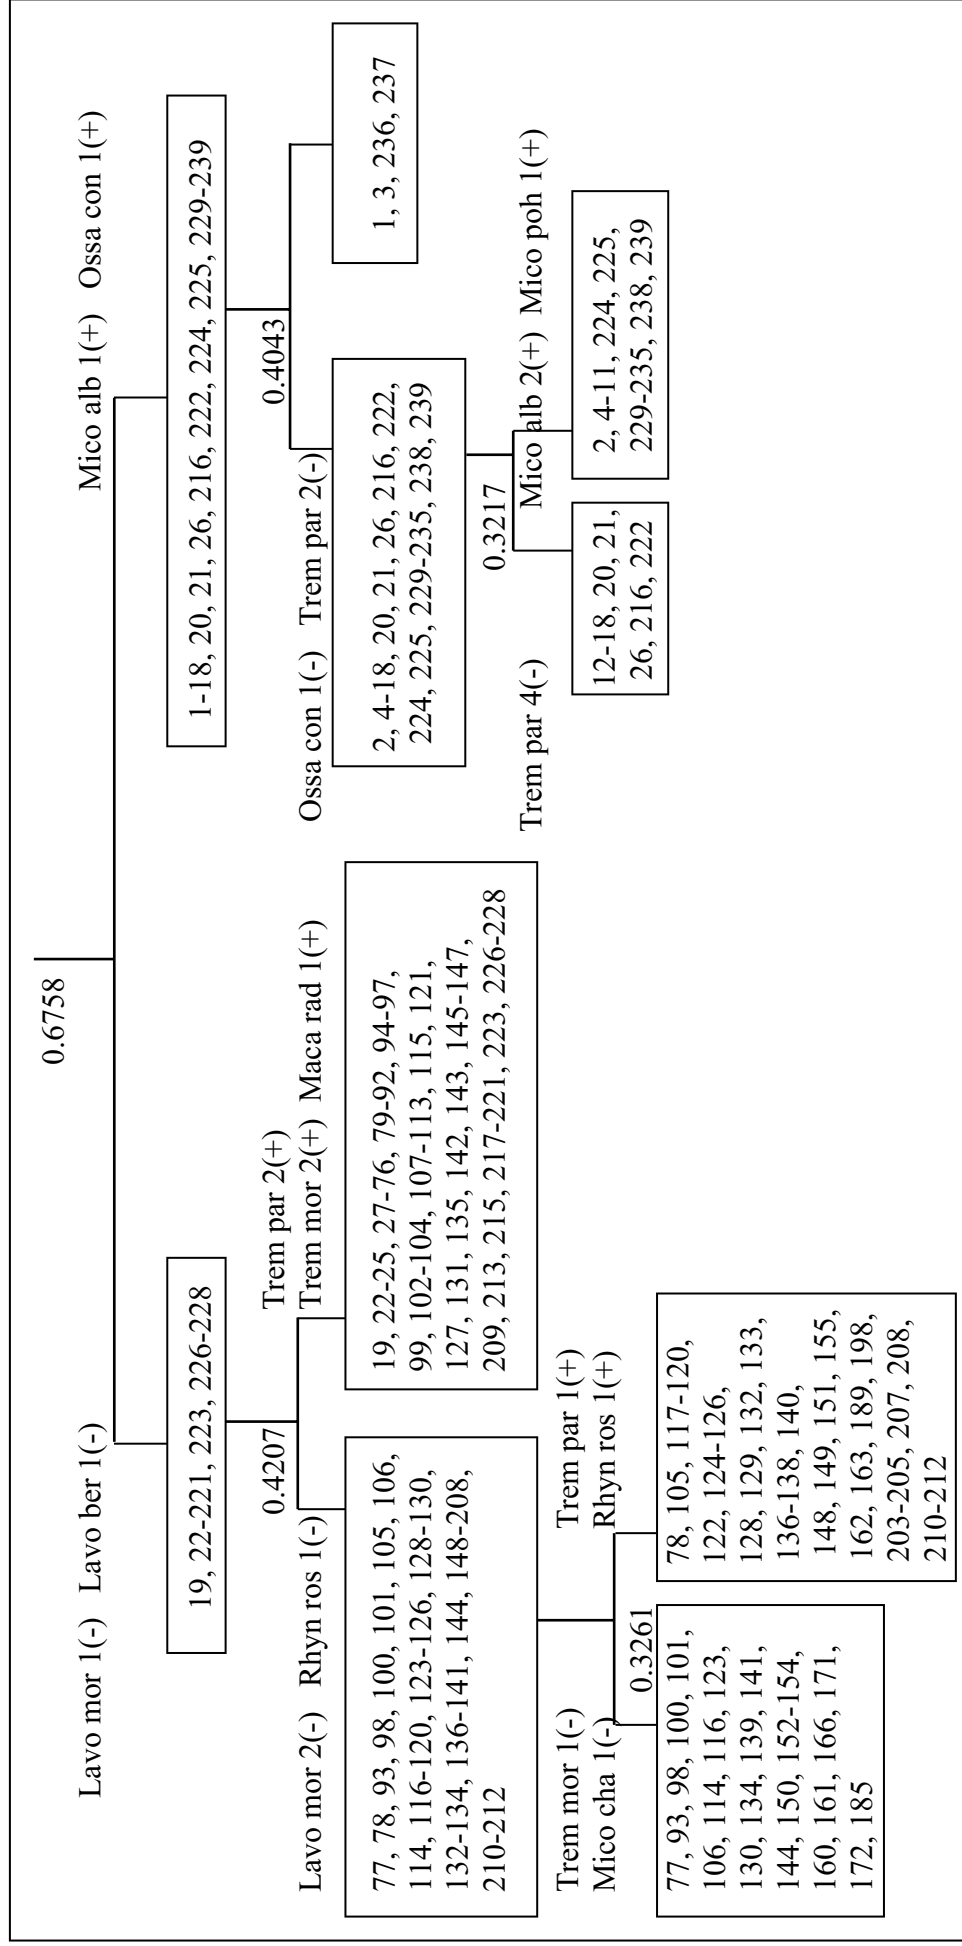 0.6758
Lavo mor 1(-) Lavo ber 1(-)
Mico alb 1(+) Ossa con 1(+)
19, 22-221, 223, 226-228
1-18, 20, 21, 26, 216, 222, 224, 225, 229-239
0.4207
Lavo mor 2(-) Rhyn ros 1(-)
Trem par 2(+)
Trem mor 2(+) Maca rad 1(+)
77, 78, 93, 98, 100, 101, 105, 106,
114, 116-120, 123-126, 128-130,
132-134, 136-141, 144, 148-208,
210-212
19, 22-25, 27-76, 79-92, 94-97,
99, 102-104, 107-113, 115, 121,
127, 131, 135, 142, 143, 145-147,
209, 213, 215, 217-221, 223, 226-228
0.4043
Ossa con 1(-) Trem par 2(-)
2, 4-18, 20, 21, 26, 216, 222,
224, 225, 229-235, 238, 239
1, 3, 236, 237
Trem mor 1(-)
Mico cha 1(-)
0.3261
Trem par 1(+)
Rhyn ros 1(+)
77, 93, 98, 100, 101,
106, 114, 116, 123,
130, 134, 139, 141,
144, 150, 152-154,
160, 161, 166, 171,
172, 185
78, 105, 117-120,
122, 124-126,
128, 129, 132, 133,
136-138, 140,
148, 149, 151, 155,
162, 163, 189, 198,
203-205, 207, 208,
210-212
0.3217
Trem par 4(-)
Mico alb 2(+) Mico poh 1(+)
12-18, 20, 21,
26, 216, 222
2, 4-11, 224, 225,
229-235, 238, 239